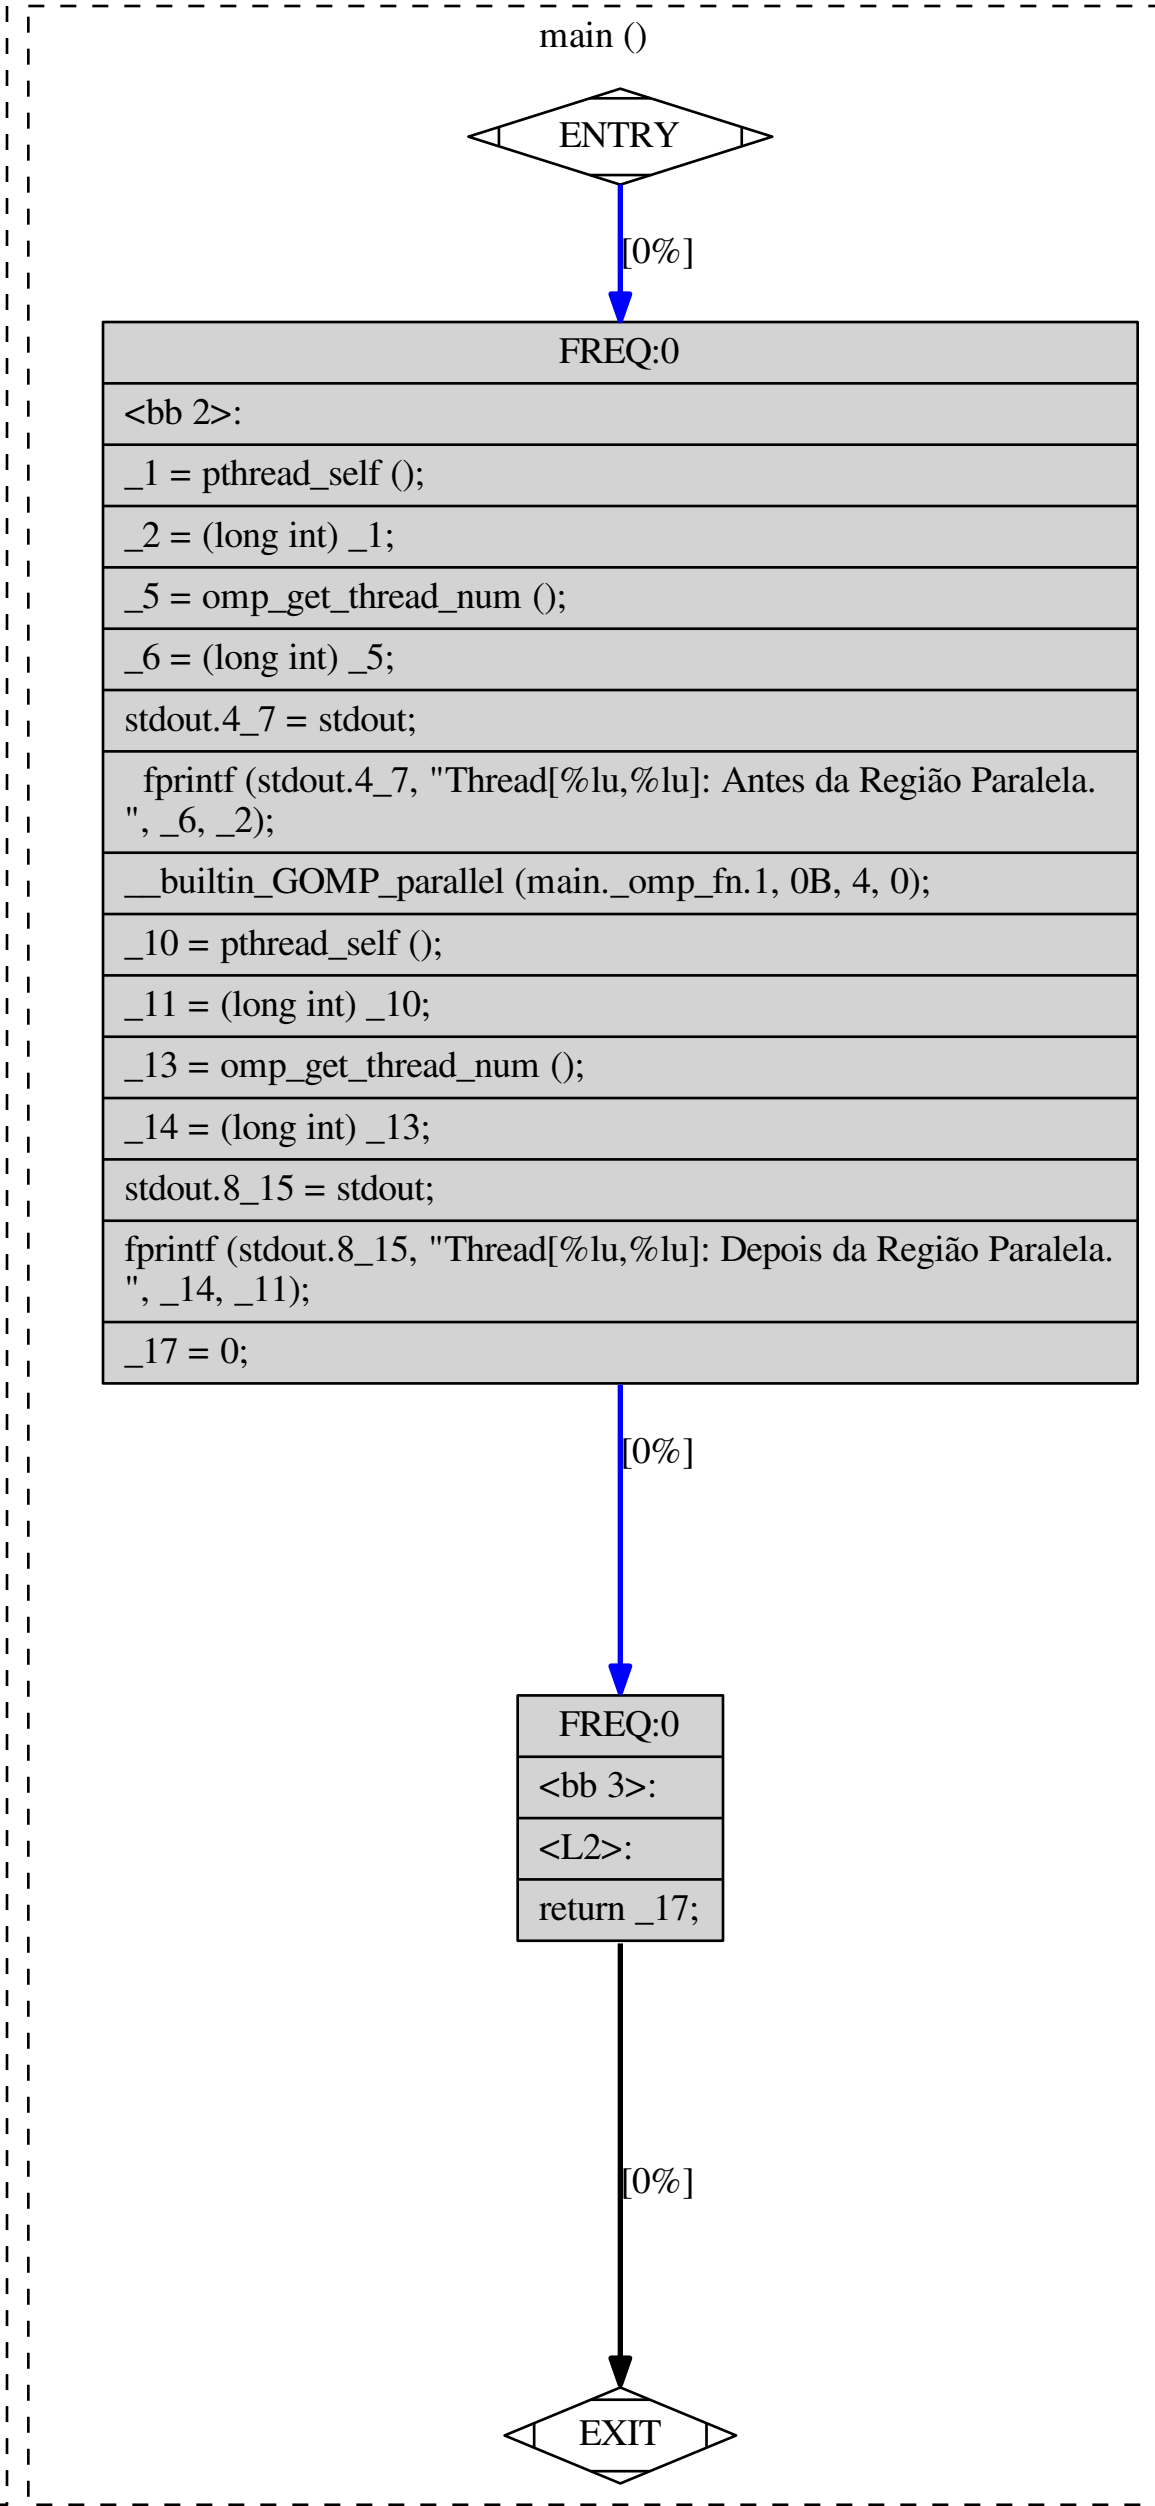 main ()
ENTRY
[0%]
FREQ:0
<bb 2>:
_1 = pthread_self ();
_2 = (long int) _1;
_5 = omp_get_thread_num ();
_6 = (long int) _5;
stdout.4_7 = stdout;
fprintf (stdout.4_7, "Thread[%lu,%lu]: Antes da Região Paralela.
", _6, _2);
__builtin_GOMP_parallel (main._omp_fn.1, 0B, 4, 0);
_10 = pthread_self ();
_11 = (long int) _10;
_13 = omp_get_thread_num ();
_14 = (long int) _13;
stdout.8_15 = stdout;
fprintf (stdout.8_15, "Thread[%lu,%lu]: Depois da Região Paralela.
", _14, _11);
_17 = 0;
[0%]
FREQ:0
<bb 3>:
<L2>:
return _17;
[0%]
EXIT